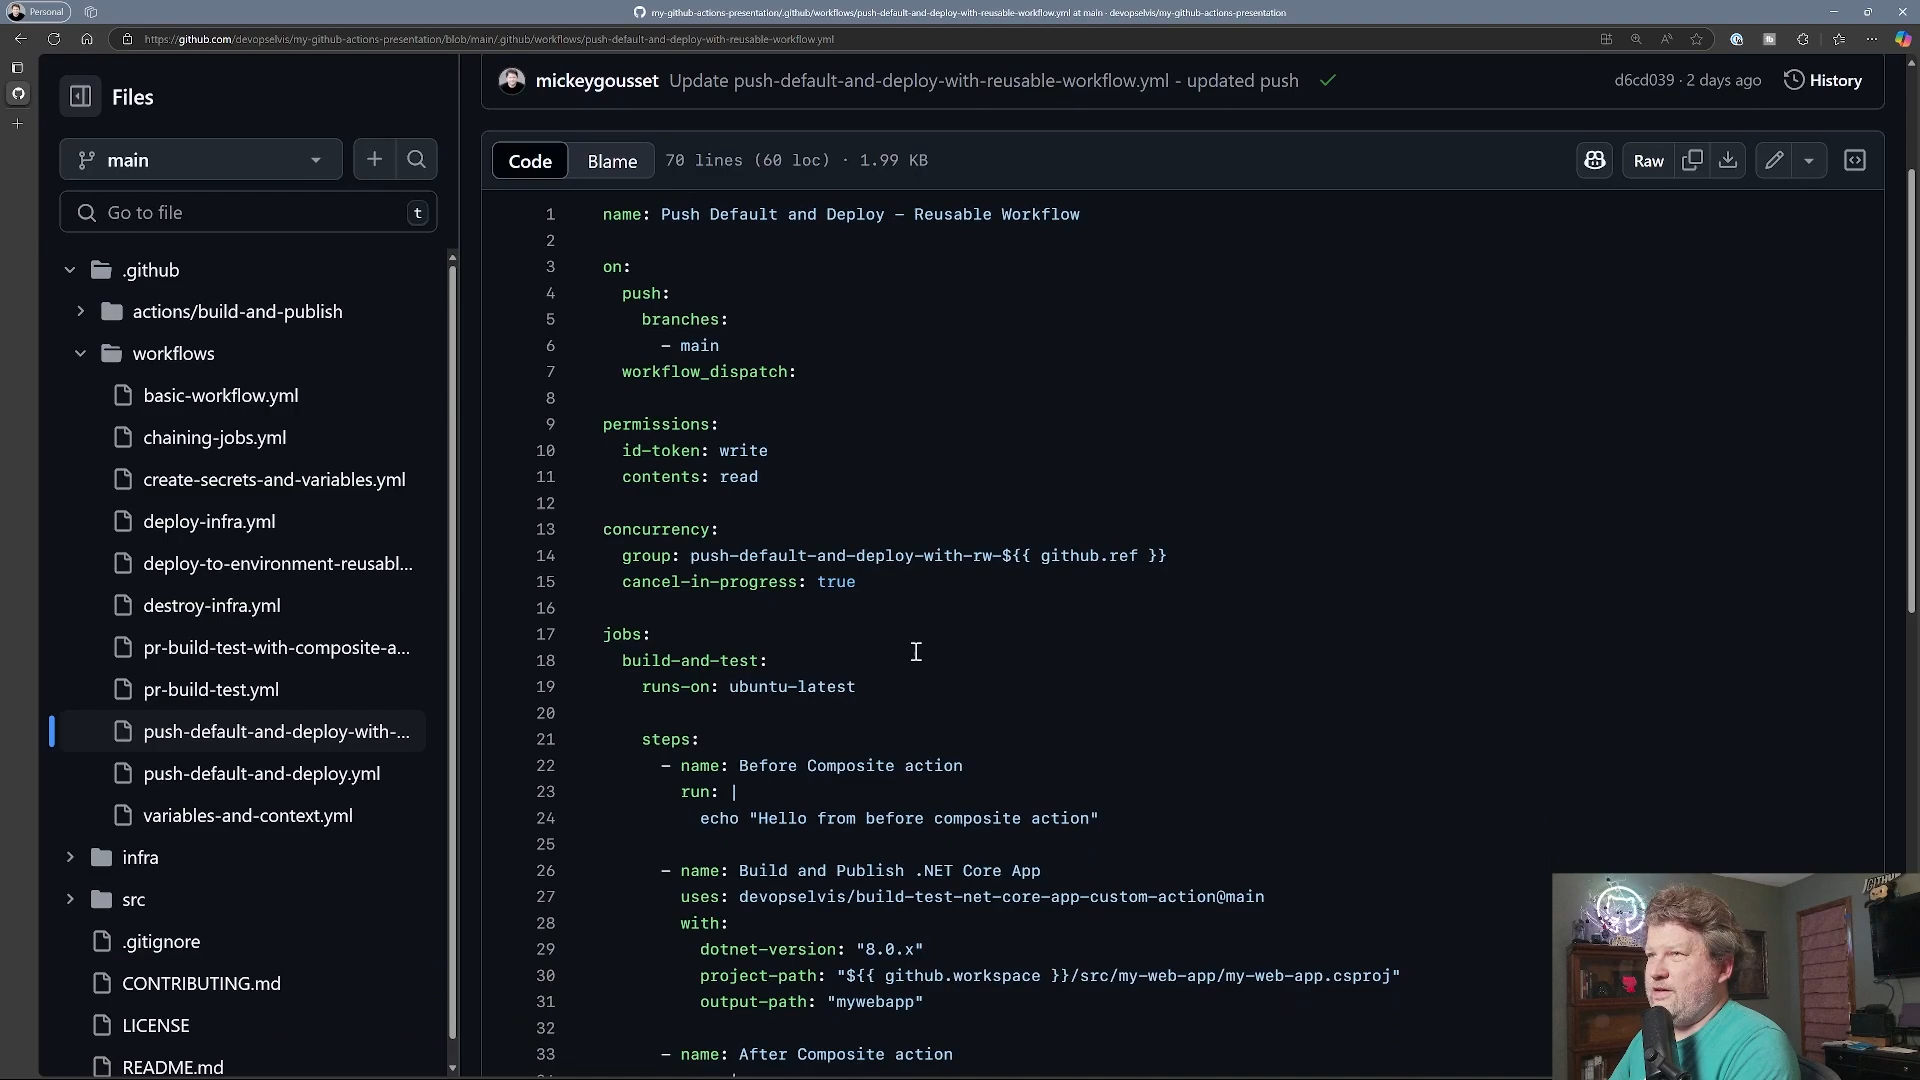 Personal
my-github-actions-presentation/.github/workflows/push-default-and-deploy-with-reusable-workflow.yml at main · devopselvis/my-github-actions-presentation
https://github.com/devopselvis/my-github-actions-presentation/blob/main/.github/workflows/push-default-and-deploy-with-reusable-workflow.yml
Files
main
Go to file
t
.github
actions/build-and-publish
workflows
basic-workflow.yml
chaining-jobs.yml
create-secrets-and-variables.yml
deploy-infra.yml
deploy-to-environment-reusabl...
destroy-infra.yml
pr-build-test-with-composite-a...
pr-build-test.yml
push-default-and-deploy-with-...
push-default-and-deploy.yml
variables-and-context.yml
infra
src
.gitignore
CONTRIBUTING.md
LICENSE
README.md
mickeygousset Update push-default-and-deploy-with-reusable-workflow.yml - updated push
d6cd039 · 2 days ago
History
Code
Blame
70 lines (60 loc) · 1.99 KB
Raw
1 name: Push Default and Deploy - Reusable Workflow
2
3 on:
4 push:
5 branches:
6 - main
7 workflow_dispatch:
8
9 permissions:
10 id-token: write
11 contents: read
12
13 concurrency:
14 group: push-default-and-deploy-with-rw-${{ github.ref }}
15 cancel-in-progress: true
16
17 jobs:
18 build-and-test:
19 runs-on: ubuntu-latest
20
21 steps:
22 - name: Before Composite action
23 run: |
24 echo "Hello from before composite action"
25
26 - name: Build and Publish .NET Core App
27 uses: devopselvis/build-test-net-core-app-custom-action@main
28 with:
29 dotnet-version: "8.0.x"
30 project-path: "${{ github.workspace }}/src/my-web-app/my-web-app.csproj"
31 output-path: "mywebapp"
32
33 - name: After Composite action